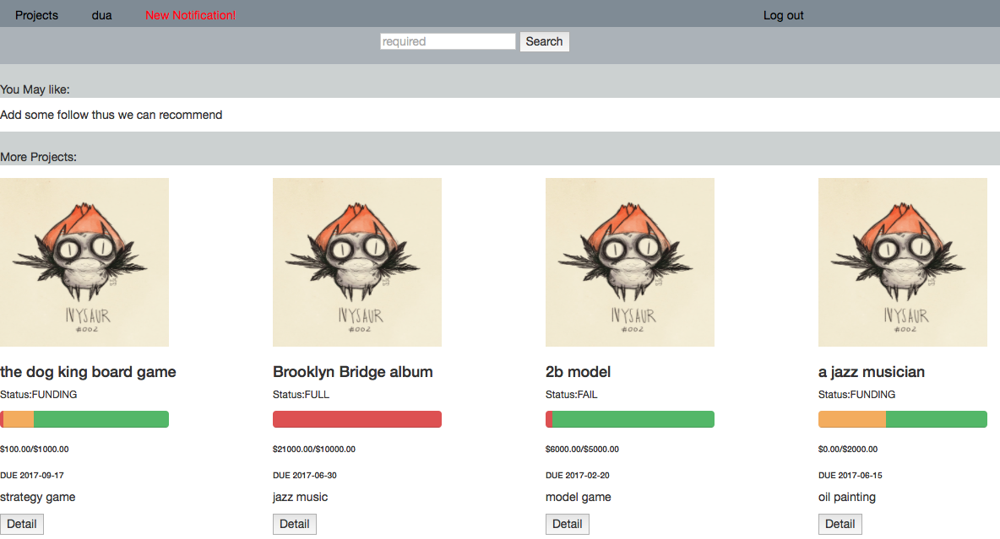 Projects dua New Notification! Log out
required Search
You May like:
Add some follow thus we can recommend
More Projects:
IVYSAUR IVYSAUR IVYSAUR IVYSAUR
#002 #002 #002 #002
the dog king board game Brooklyn Bridge album 2b model a jazz musician
Status:FUNDING Status:FULL Status:FAIL Status:FUNDING
$100.00/$1000.00 $21000.00/$10000.00 $6000.00/$5000.00 $0.00/$2000.00
DUE 2017-09-17 DUE 2017-06-30 DUE 2017-02-20 DUE 2017-06-15
strategy game jazz music model game oil painting
Detail Detail Detail Detail